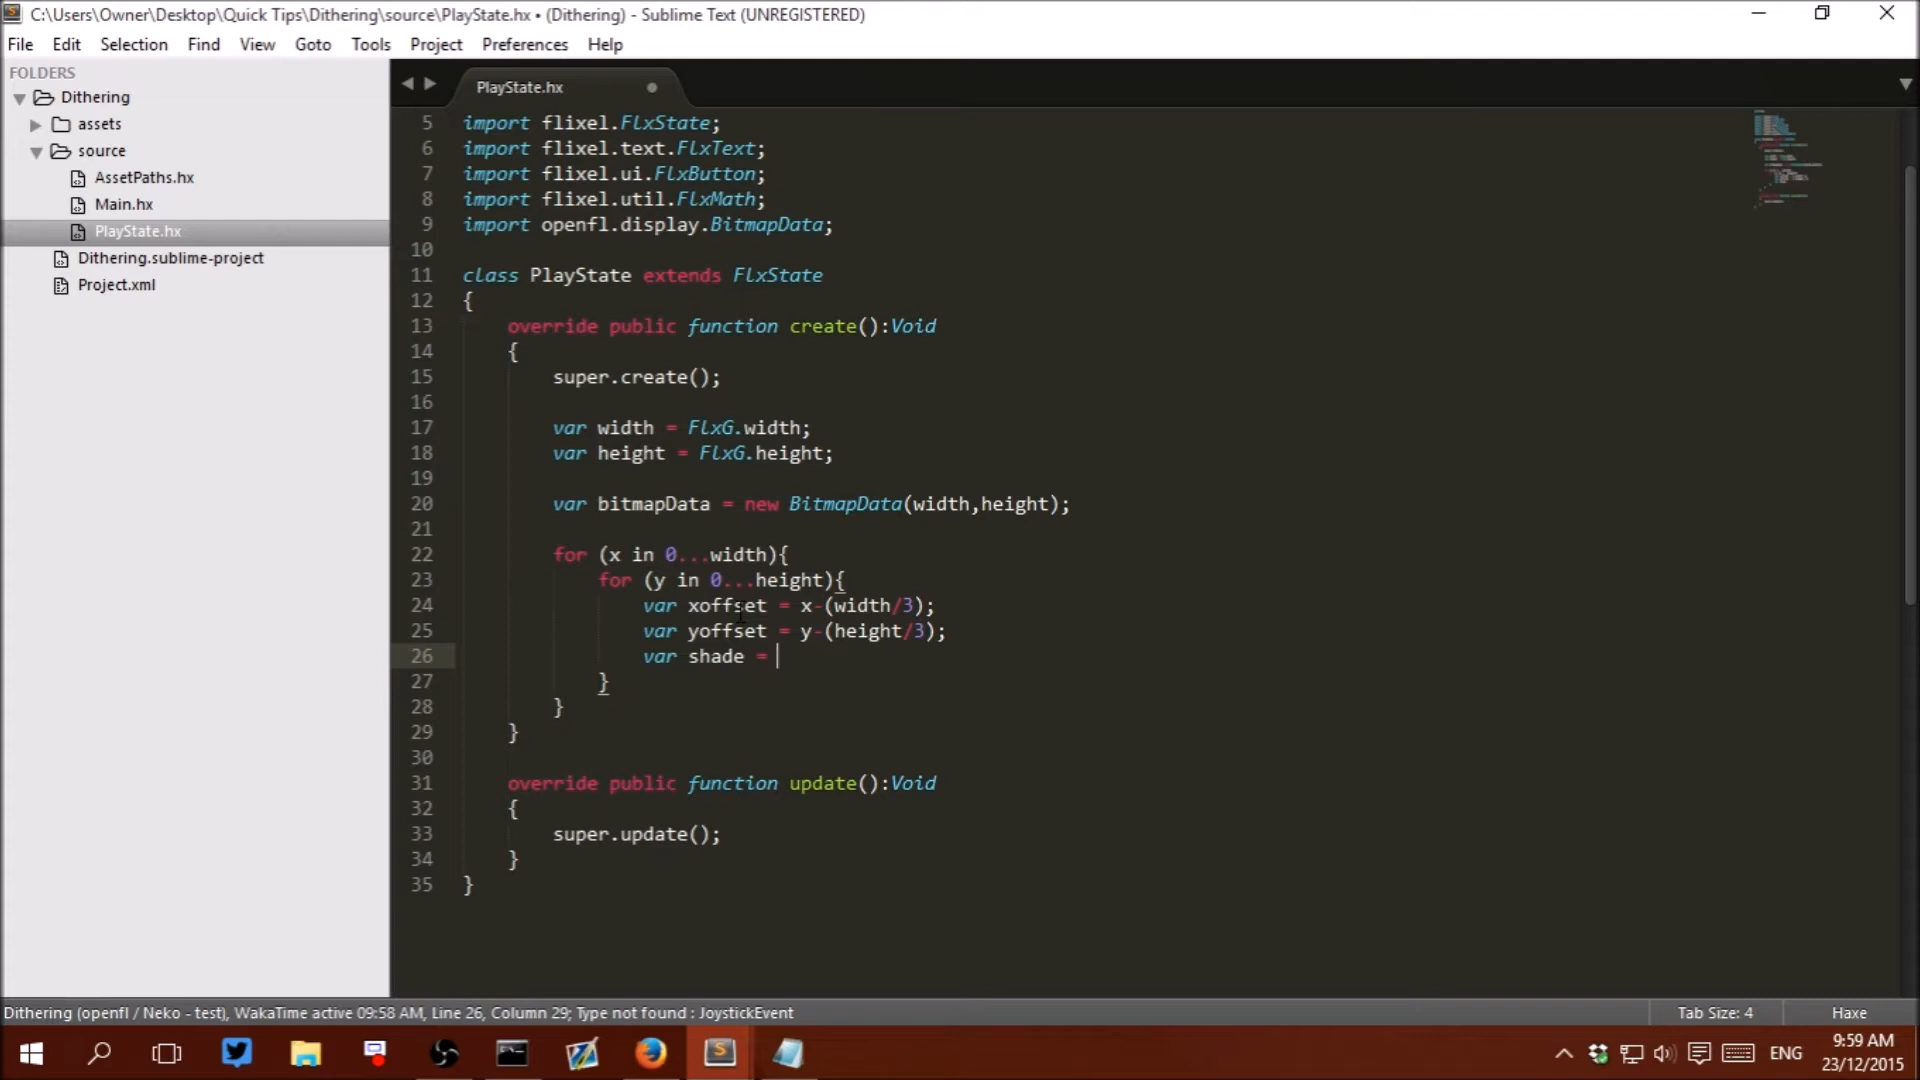 C:\Users\Owner\Desktop\Quick Tips\Dithering\source\PlayState.hx • (Dithering) - Sublime Text (UNREGISTERED)
File Edit Selection Find View Goto Tools Project Preferences Help
FOLDERS
Dithering
assets
source
AssetPaths.hx
Main.hx
PlayState.hx
Dithering.sublime-project
Project.xml
PlayState.hx
5 import flixel.FlxState;
6 import flixel.text.FlxText;
7 import flixel.ui.FlxButton;
8 import flixel.util.FlxMath;
9 import openfl.display.BitmapData;
10
11 class PlayState extends FlxState
12 {
13 override public function create():Void
14 {
15 super.create();
16
17 var width = FlxG.width;
18 var height = FlxG.height;
19
20 var bitmapData = new BitmapData(width,height);
21
22 for (x in 0...width){
23 for (y in 0...height){
24 var xoffset = x-(width/3);
25 var yoffset = y-(height/3);
26 var shade =
27 }
28 }
29 }
30
31 override public function update():Void
32 {
33 super.update();
34 }
35 }
Dithering (openfl / Neko - test), WakaTime active 09:58 AM, Line 26, Column 29; Type not found : JoystickEvent
Tab Size: 4
Haxe
ENG
9:59 AM
23/12/2015